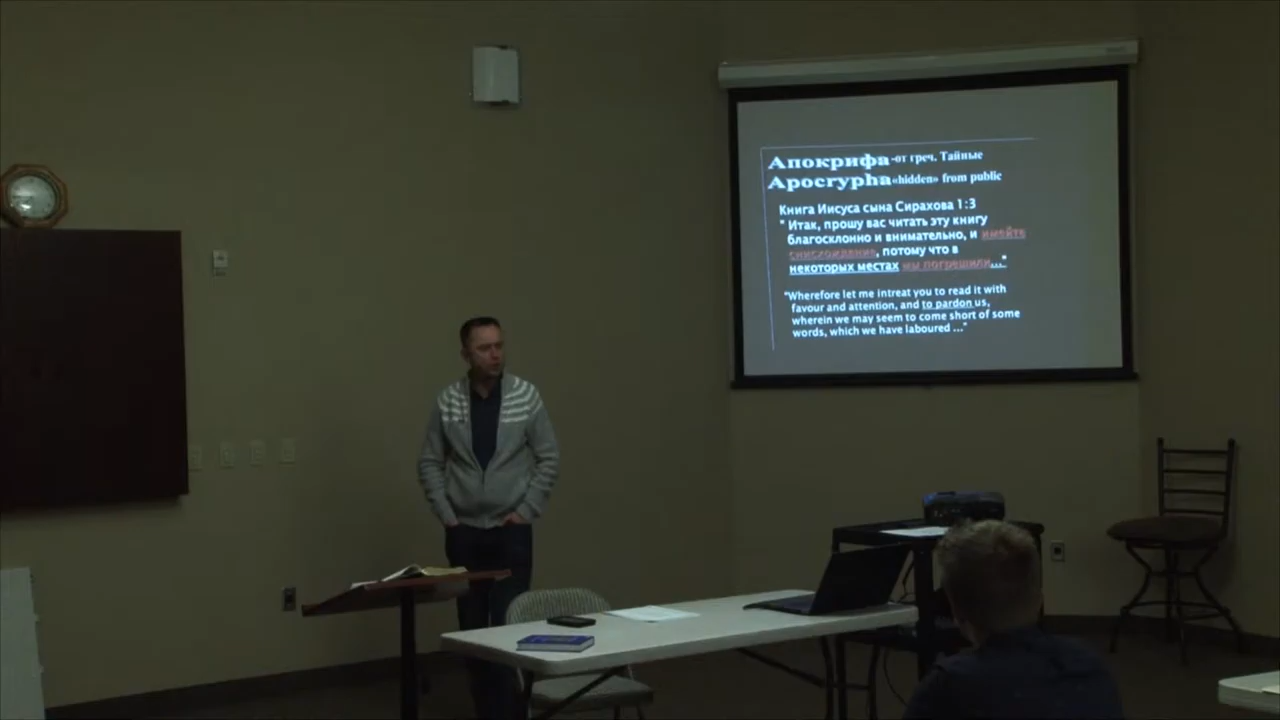 Апокрифа-от греч. Тайные
Apocrypha«hidden» from public
Книга Иисуса сына Сирахова 1:3
" Итак, прошу вас читать эту книгу
благосклонно и внимательно, и имейте
снисхождение, потому что в
некоторых местах мы погрешили..."
"Wherefore let me intreat you to read it with
favour and attention, and to pardon us,
wherein we may seem to come short of some
words, which we have laboured ..."